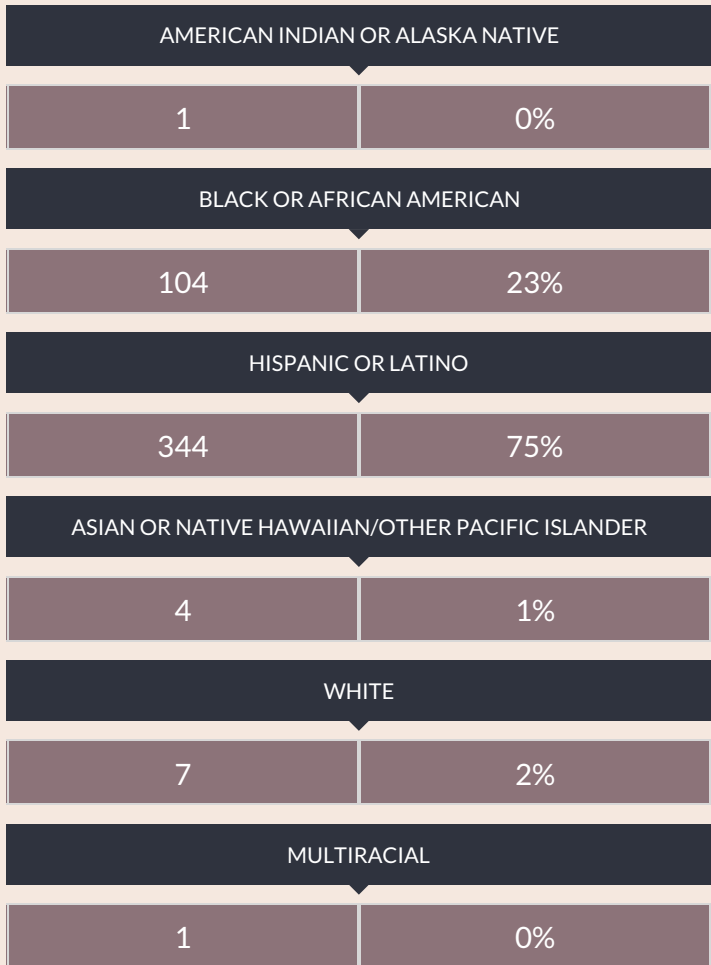 AMERICAN INDIAN OR ALASKA NATIVE
1 0%
BLACK OR AFRICAN AMERICAN
104 23%
HISPANIC OR LATINO
344 75%
ASIAN OR NATIVE HAWAIIAN/OTHER PACIFIC ISLANDER
4 1%
WHITE
7 2%
MULTIRACIAL
1 0%